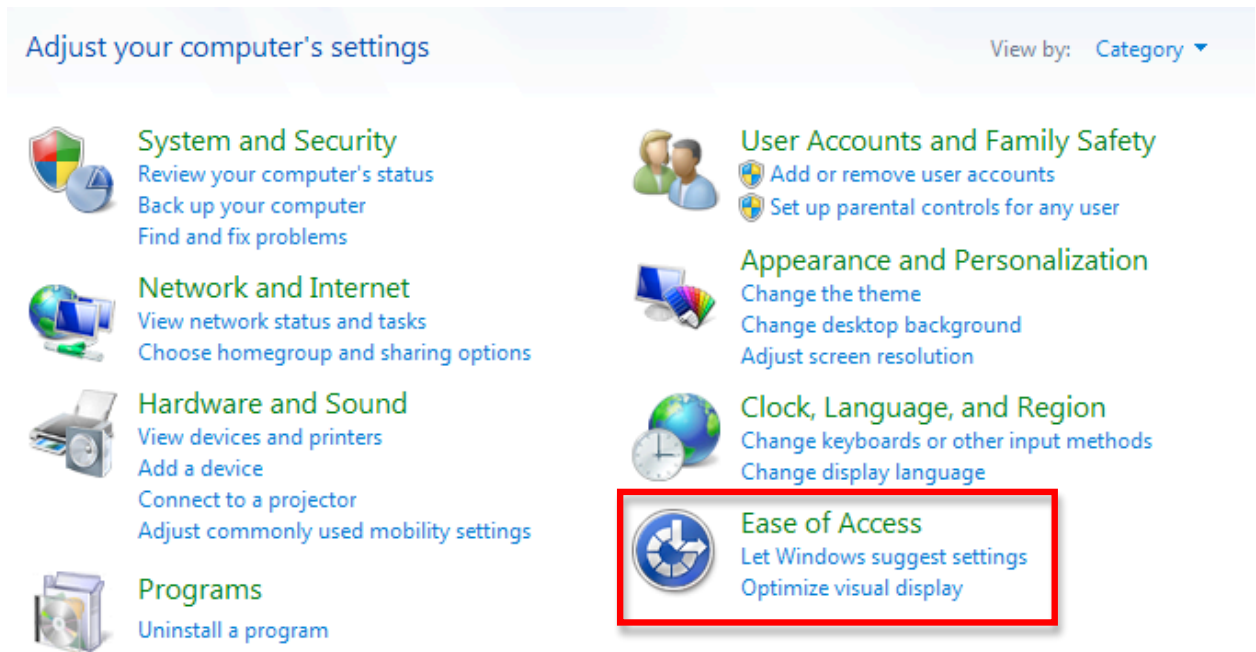 Adjust your computer's settings
View by: Category
System and Security
Review your computer's status
Back up your computer
Find and fix problems
Network and Internet
View network status and tasks
Choose homegroup and sharing options
Hardware and Sound
View devices and printers
Add a device
Connect to a projector
Adjust commonly used mobility settings
Programs
Uninstall a program
User Accounts and Family Safety
Add or remove user accounts
Set up parental controls for any user
Appearance and Personalization
Change the theme
Change desktop background
Adjust screen resolution
Clock, Language, and Region
Change keyboards or other input methods
Change display language
Ease of Access
Let Windows suggest settings
Optimize visual display